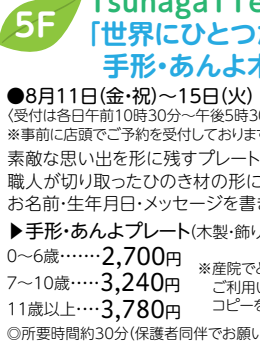 5F
Tsunagari
「世界にひとつ
手形・あんよ
●8月11日(金・祝)〜15日(火)
〈受付は各日午前10時30分〜午後5時30
※事前に店頭でご予約を受付しております
素敵な思い出を形に残すプレート
職人が切り取ったひのき材の形に
お名前・生年月日・メッセージを書き
▶手形・あんよプレート(木製・飾り
0〜6歳……2,700円
7〜10歳……3,240円
11歳以上…3,780円
※産院で
ご利用い
コピーを
◎所要時間約30分(保護者同伴でお願い